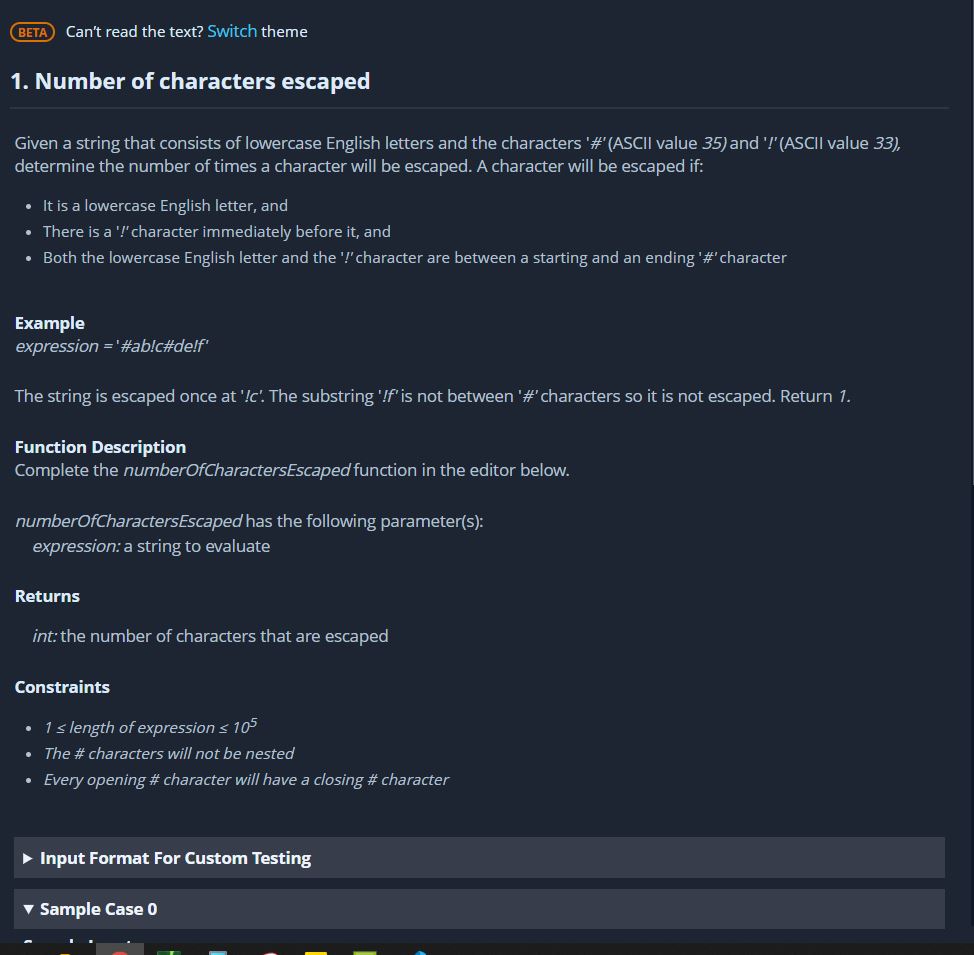 BETA Can't read the text? Switch theme
1. Number of characters escaped
Given a string that consists of lowercase English letters and the characters '#' (ASCII value 35) and '!' (ASCII value 33),
determine the number of times a character will be escaped. A character will be escaped if:
• It is a lowercase English letter, and
• There is a '!' character immediately before it, and
• Both the lowercase English letter and the '!' character are between a starting and an ending '#' character
Example
expression = '#ab!c#de!f'
The string is escaped once at '!c'. The substring '!f' is not between '#' characters so it is not escaped. Return 1.
Function Description
Complete the numberOfCharactersEscaped function in the editor below.
numberOfCharactersEscaped has the following parameter(s):
expression: a string to evaluate
Returns
int: the number of characters that are escaped
Constraints
• 1 ≤ length of expression ≤ 10⁵
• The # characters will not be nested
• Every opening # character will have a closing # character
▶ Input Format For Custom Testing
▼ Sample Case 0